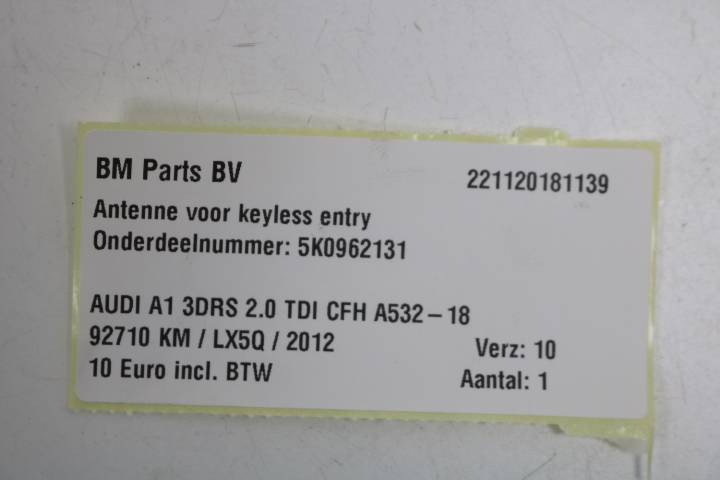 BM Parts BV 221120181139
Antenne voor keyless entry
Onderdeelnummer: 5K0962131
AUDI A1 3DRS 2.0 TDI CFH A532-18
92710 KM / LX5Q / 2012 Verz: 10
10 Euro incl. BTW Aantal: 1